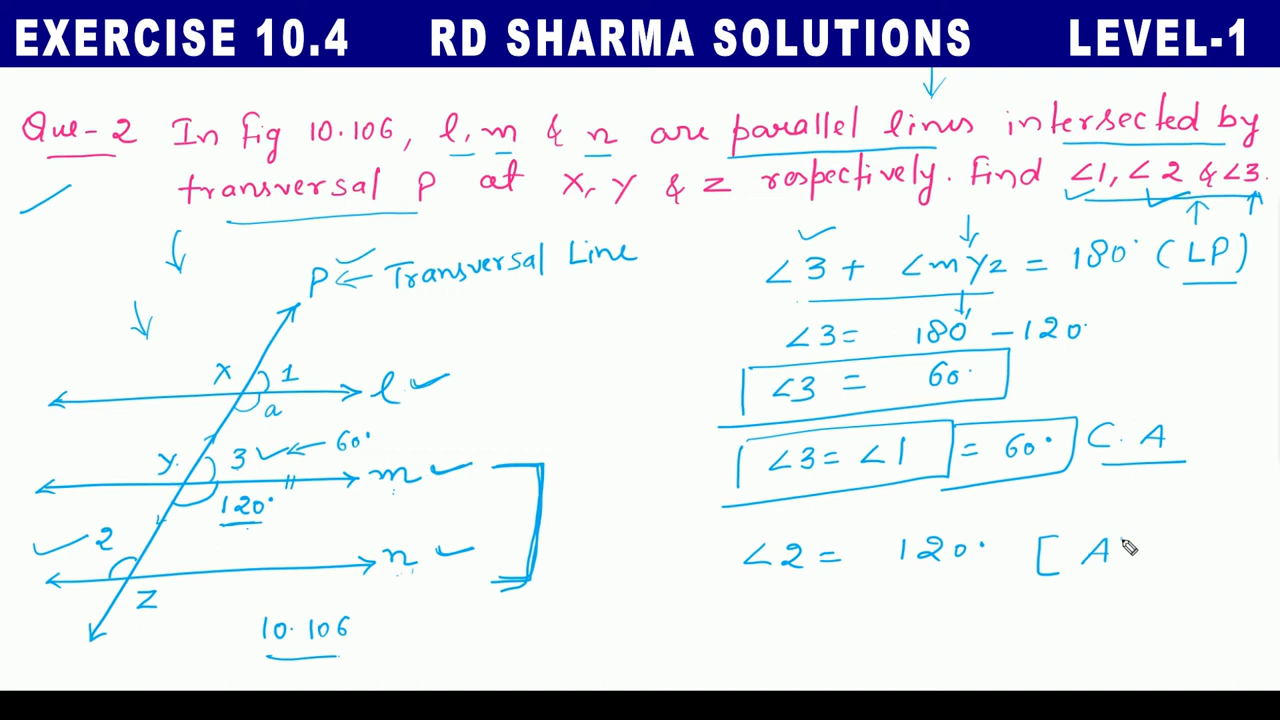 EXERCISE 10.4 RD SHARMA SOLUTIONS LEVEL-1
Que-2 In fig 10.106, l, m & n are parallel lines intersected by
transversal P at X, Y & Z respectively. Find ∠1, ∠2 & ∠3.
P ← Transversal Line
X 1 l
a
Y. 3 ← 60°
m
120°
2 n
Z
10.106
∠3 + ∠mYz = 180° (LP)
∠3 = 180° - 120°
∠3 = 60°
∠3 = ∠1 = 60° C.A
∠2 = 120° [ A